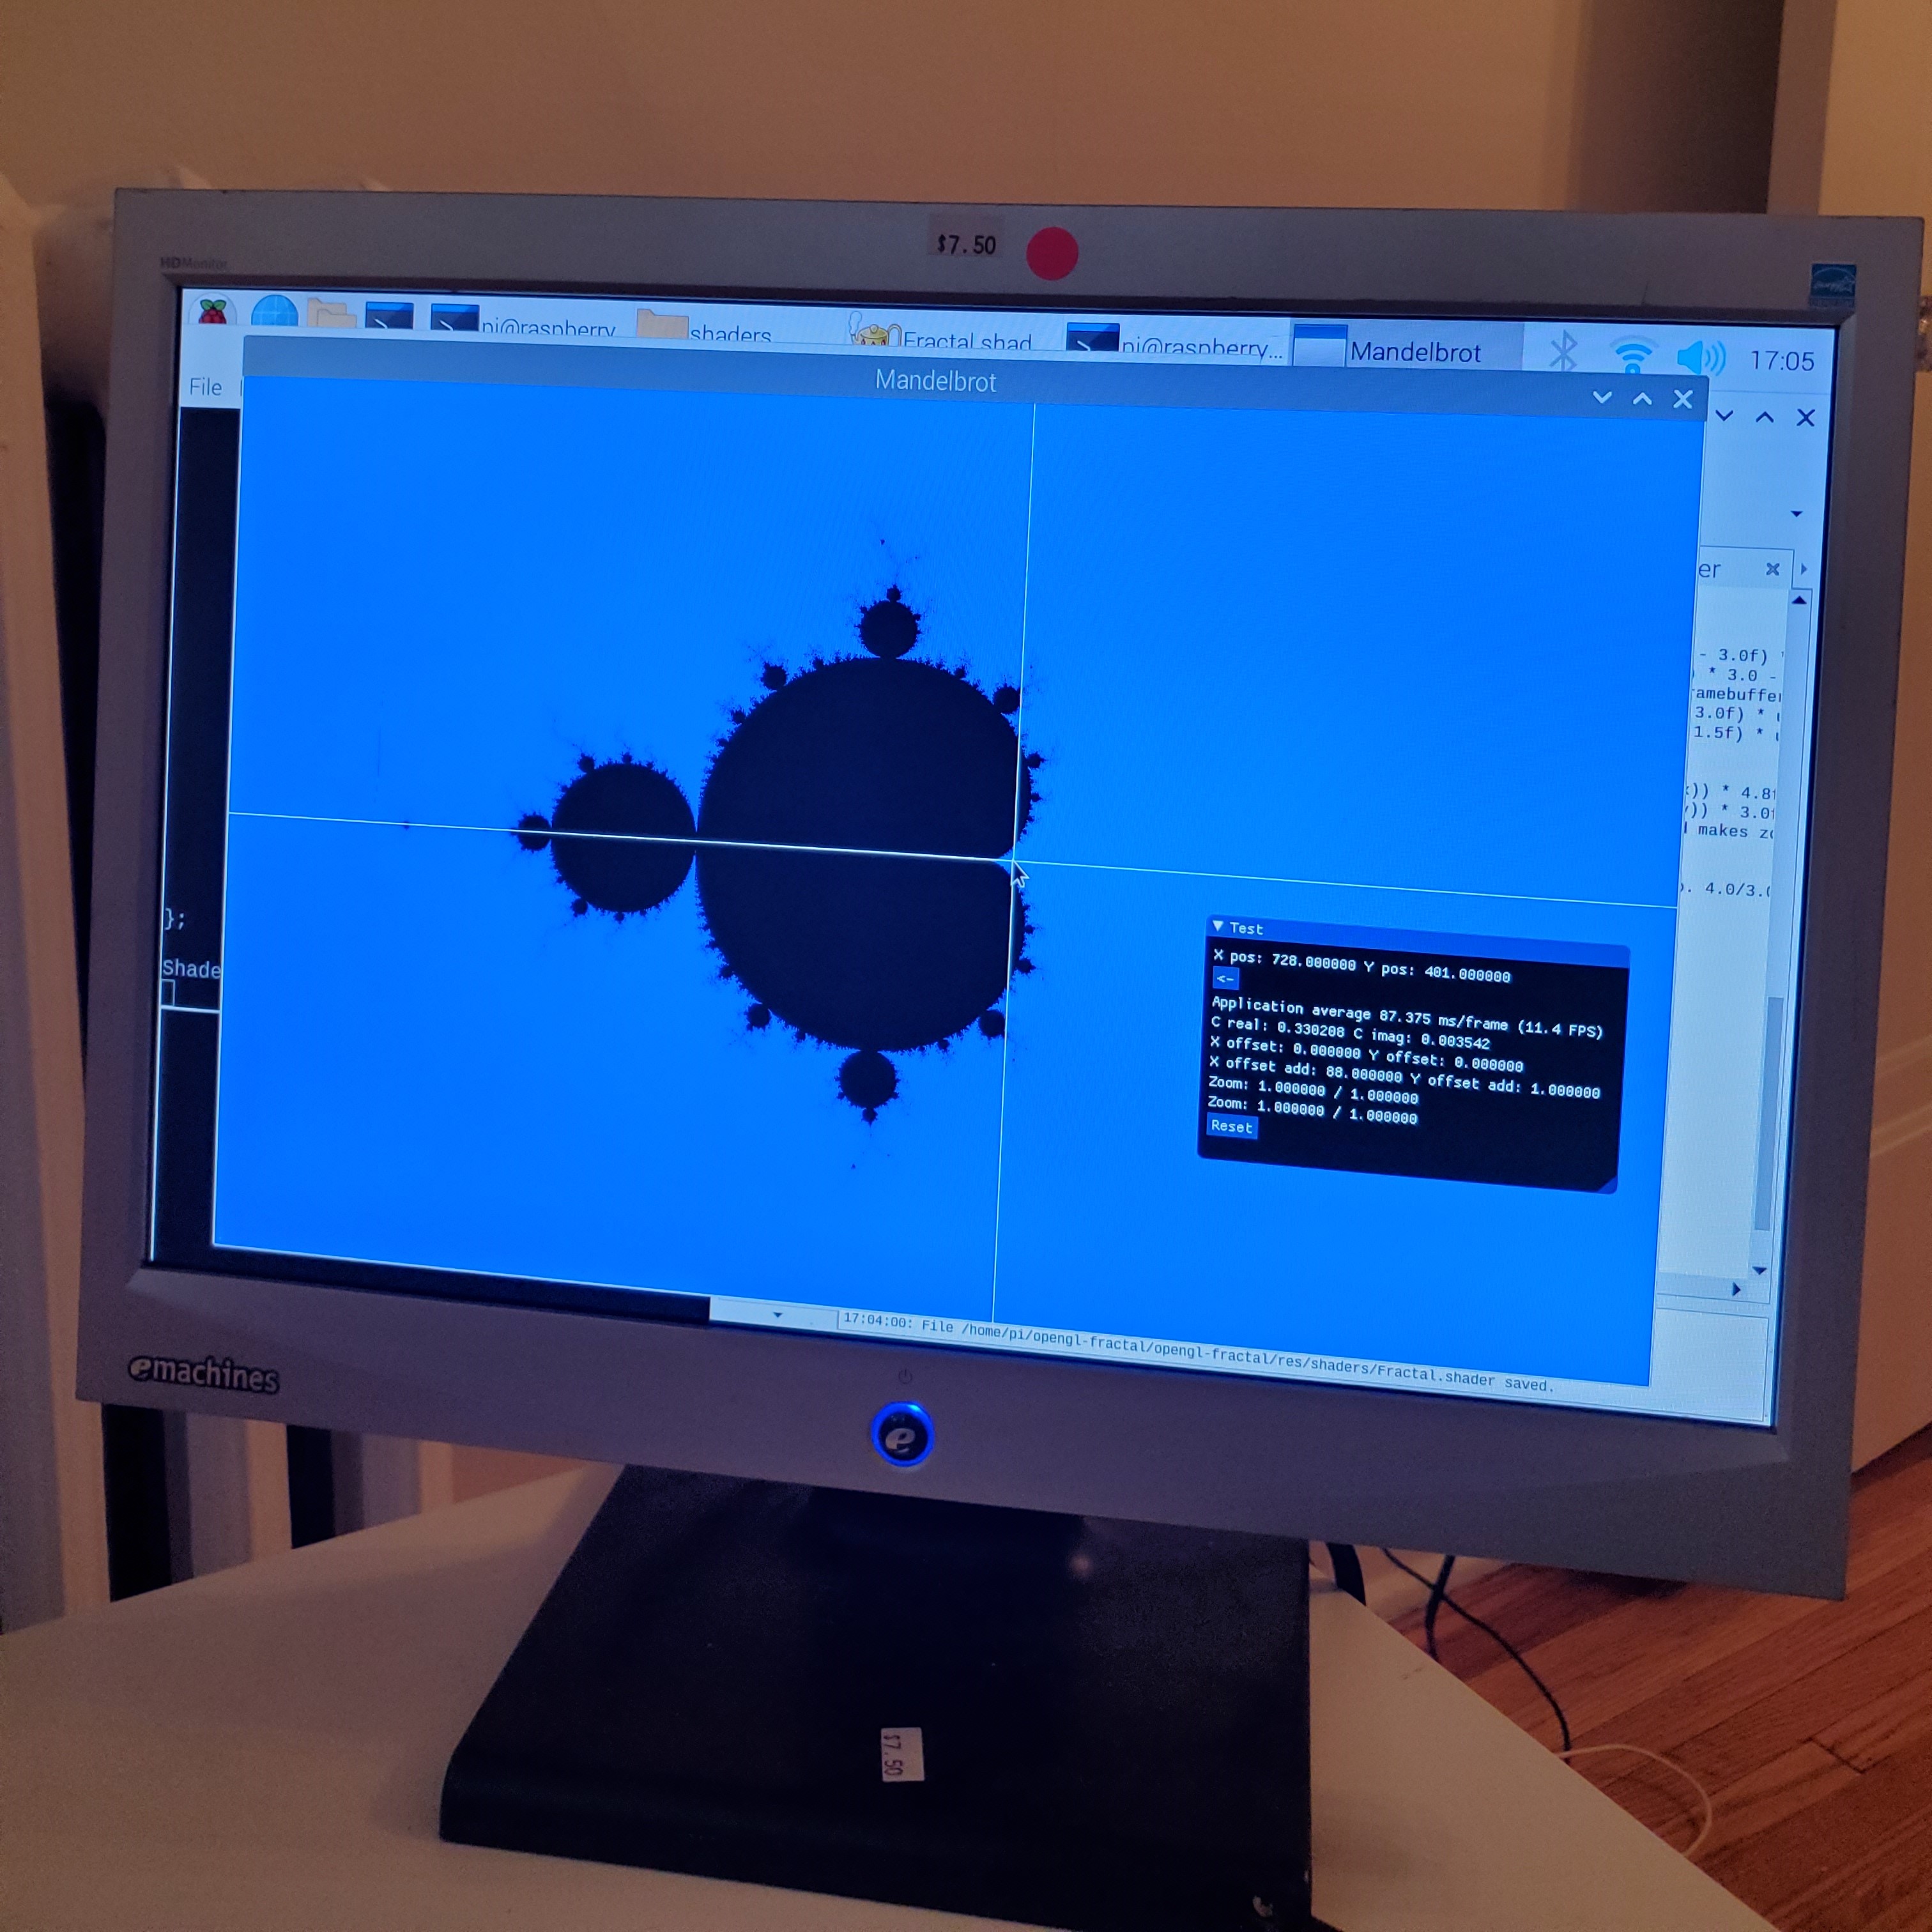 $7.50
HDMonitor
pi@raspberry
shaders
Fractal.shad
pi@raspberry...
Mandelbrot
17:05
File
Mandelbrot
er
- 3.0f)
* 3.0 -
amebuffe
3.0f) *
1.5f) *
)) * 4.8
)) * 3.0
makes
. 4.0/3.
};
Shade
Test
X pos: 728.000000 Y pos: 401.000000
<-
Application average 87.375 ms/frame (11.4 FPS)
C real: 0.330208 C imag: 0.003542
X offset: 0.000000 Y offset: 0.000000
X offset add: 88.000000 Y offset add: 1.000000
Zoom: 1.000000 / 1.000000
Zoom: 1.000000 / 1.000000
Reset
17:04:00: File /home/pi/opengl-fractal/opengl-fractal/res/shaders/Fractal.shader saved.
emachines
e
$7.50